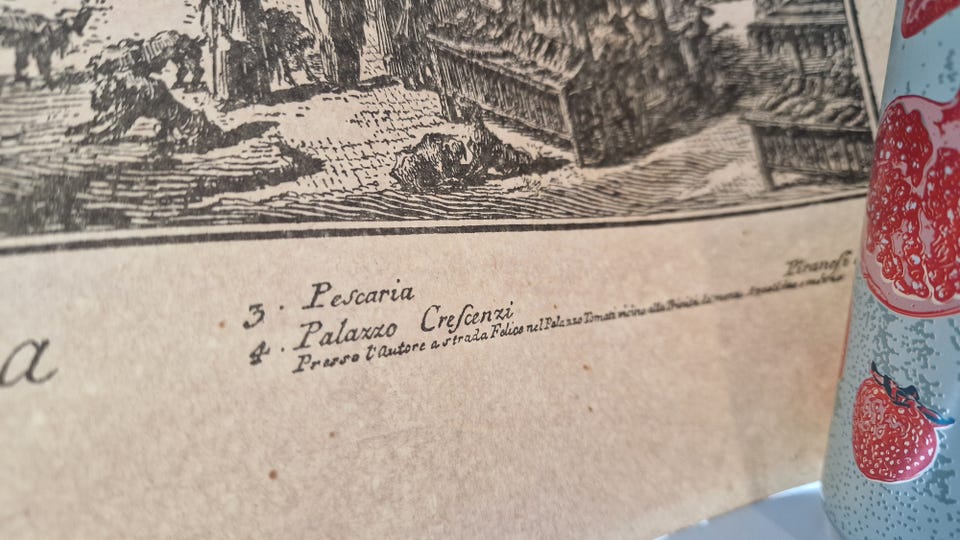 a
3. Pescaria
4. Palazzo Creſcenzi
Piranesi
Presso l'Autore a strada Felice nel Palazzo Tomati vicino alla Trinità de monti